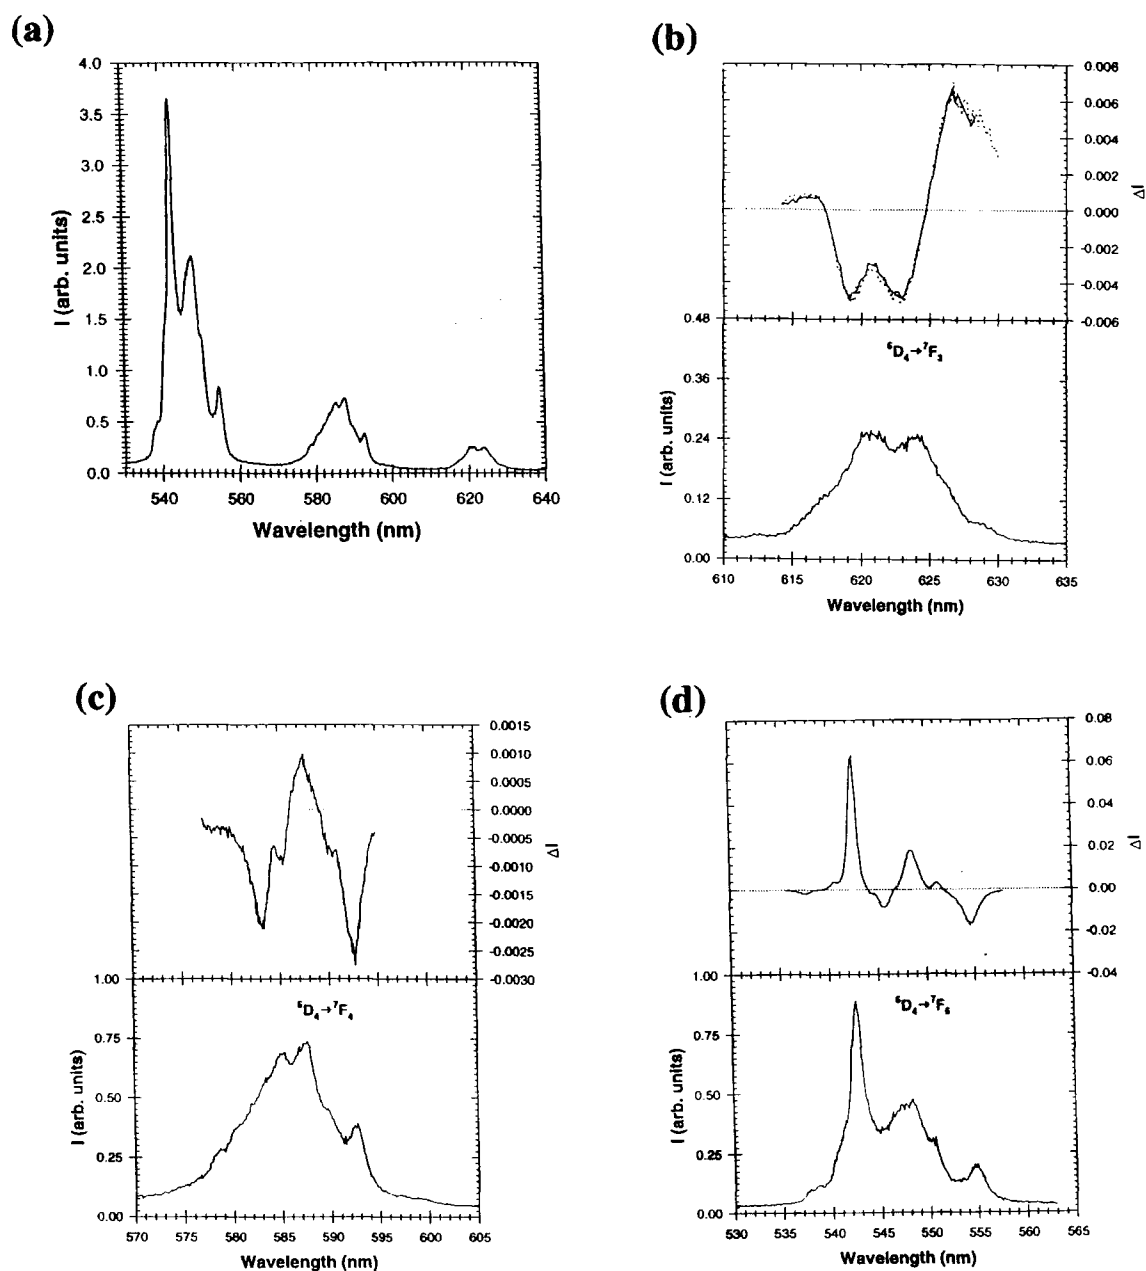 (a)
4.0
3.5
3.0
2.5
2.0
1.5
1.0
0.5
0.0
I (arb. units)
540 560 580 600 620 640
Wavelength (nm)
(b)
0.008
0.006
0.004
0.002
0.000
-0.002
-0.004
-0.006
ΔI
0.48
0.36
0.24
0.12
0.00
I (arb. units)
⁵D₄→⁷F₃
610 615 620 625 630 635
Wavelength (nm)
(c)
0.0015
0.0010
0.0005
0.0000
-0.0005
-0.0010
-0.0015
-0.0020
-0.0025
-0.0030
ΔI
1.00
0.75
0.50
0.25
0.00
I (arb. units)
⁵D₄→⁷F₄
570 575 580 585 590 595 600 605
Wavelength (nm)
(d)
0.08
0.06
0.04
0.02
0.00
-0.02
-0.04
ΔI
1.00
0.75
0.50
0.25
0.00
I (arb. units)
⁵D₄→⁷F₅
530 535 540 545 550 555 560 565
Wavelength (nm)